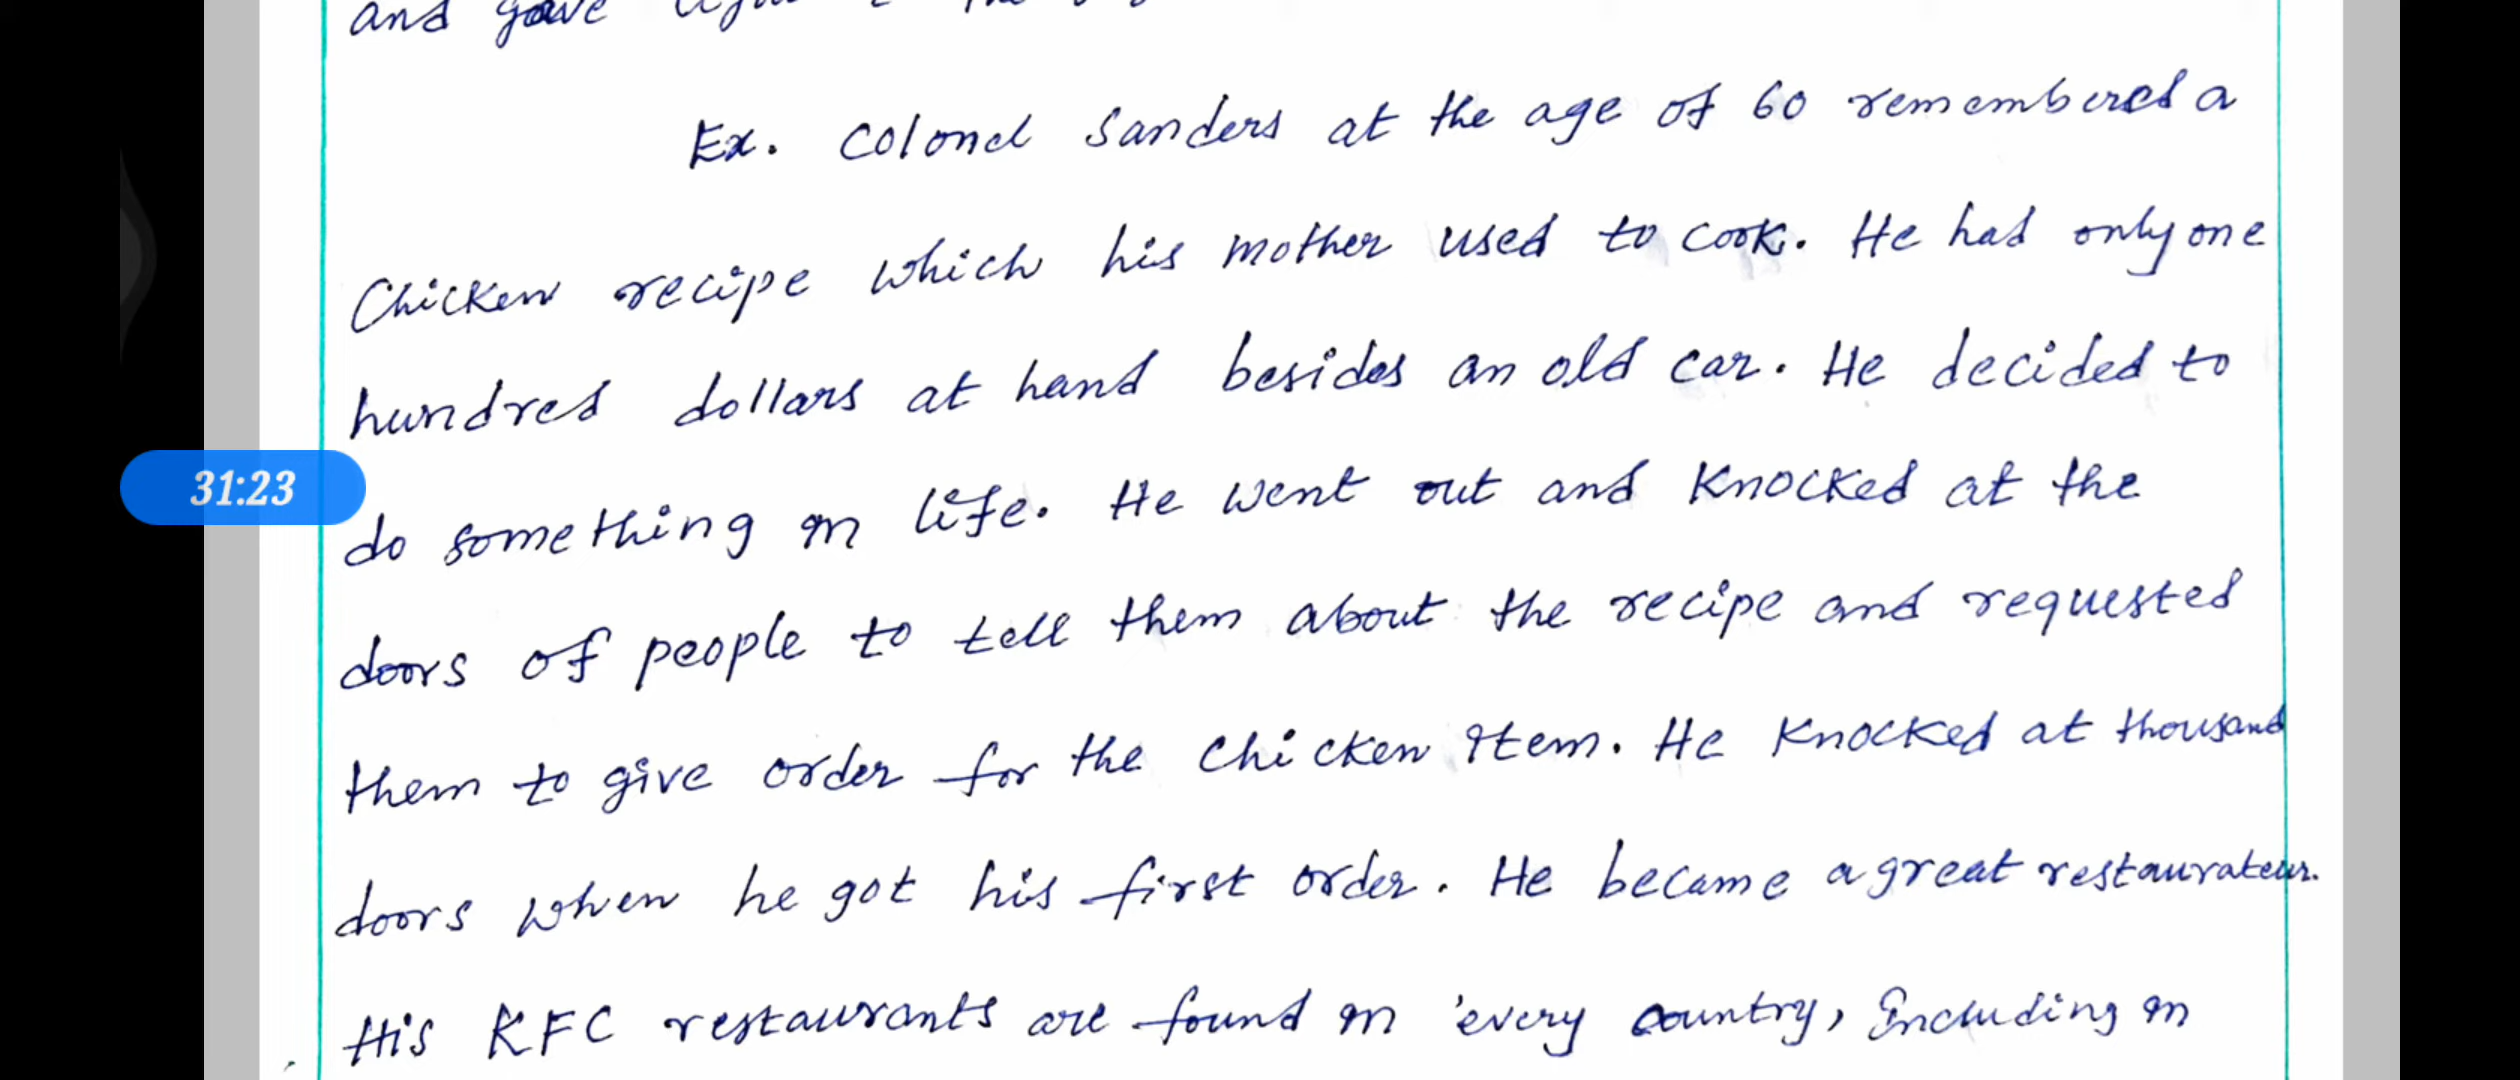 and gave
Ex. Colonel Sanders at the age of 60 remembered a
Chicken recipe which his mother used to cook. He had only one
hundred dollars at hand besides an old car. He decided to
31:23
do something in life. He went out and knocked at the
doors of people to tell them about the recipe and requested
them to give order for the chicken item. He knocked at thousand
doors when he got his first order. He became a great restaurateur.
His KFC restaurants are found in every country, including in